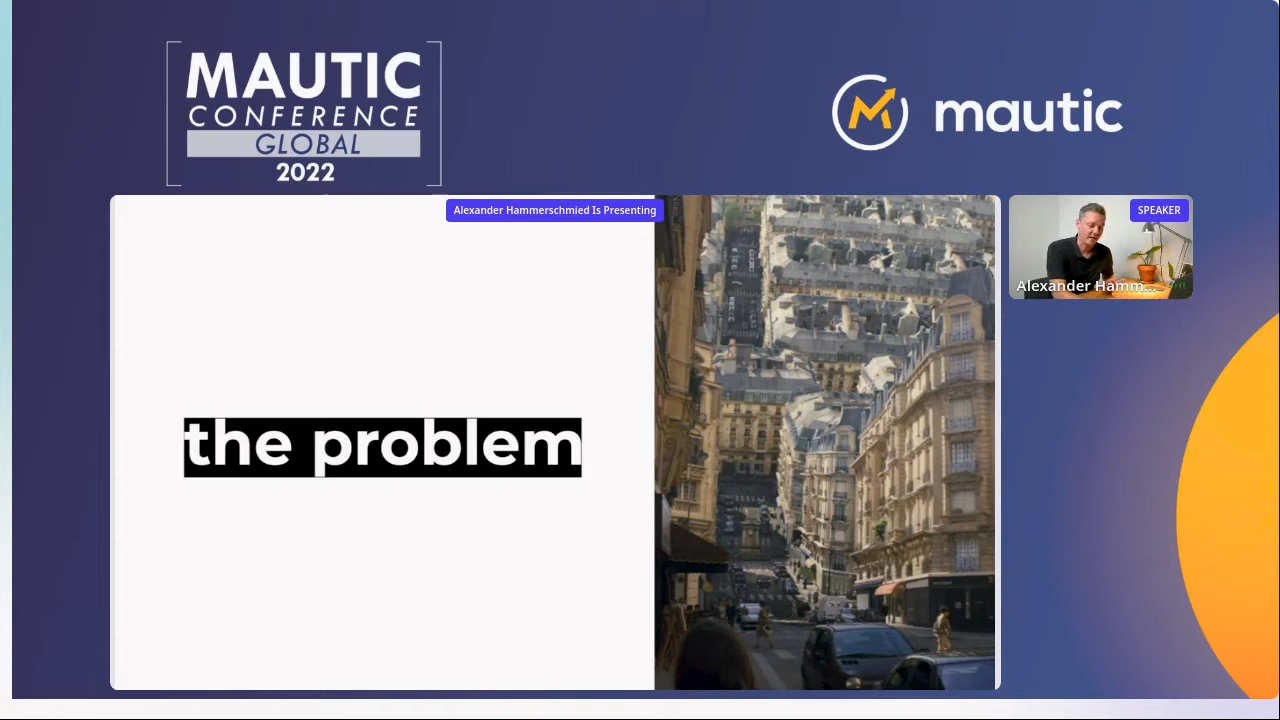 MAUTIC
CONFERENCE
GLOBAL
2022
mautic
Alexander Hammerschmied Is Presenting
SPEAKER
Alexander Hamm...
the problem